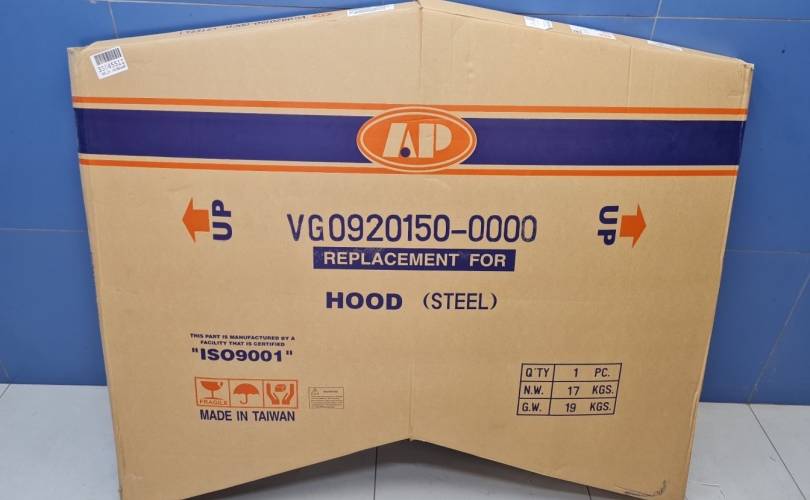 AP
UP
VG0920150-0000
UP
REPLACEMENT FOR
HOOD (STEEL)
THIS PART IS MANUFACTURED BY A
FACILITY THAT IS CERTIFIED
"ISO9001"
FRAGILE
MADE IN TAIWAN
Q'TY 1 PC.
N.W. 17 KGS.
G.W. 19 KGS.